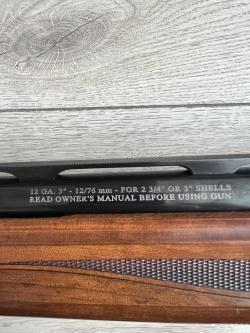 12 GA. 3" - 12/76 mm - FOR 2 3/4" OR 3" SHELLS
READ OWNER'S MANUAL BEFORE USING GUN